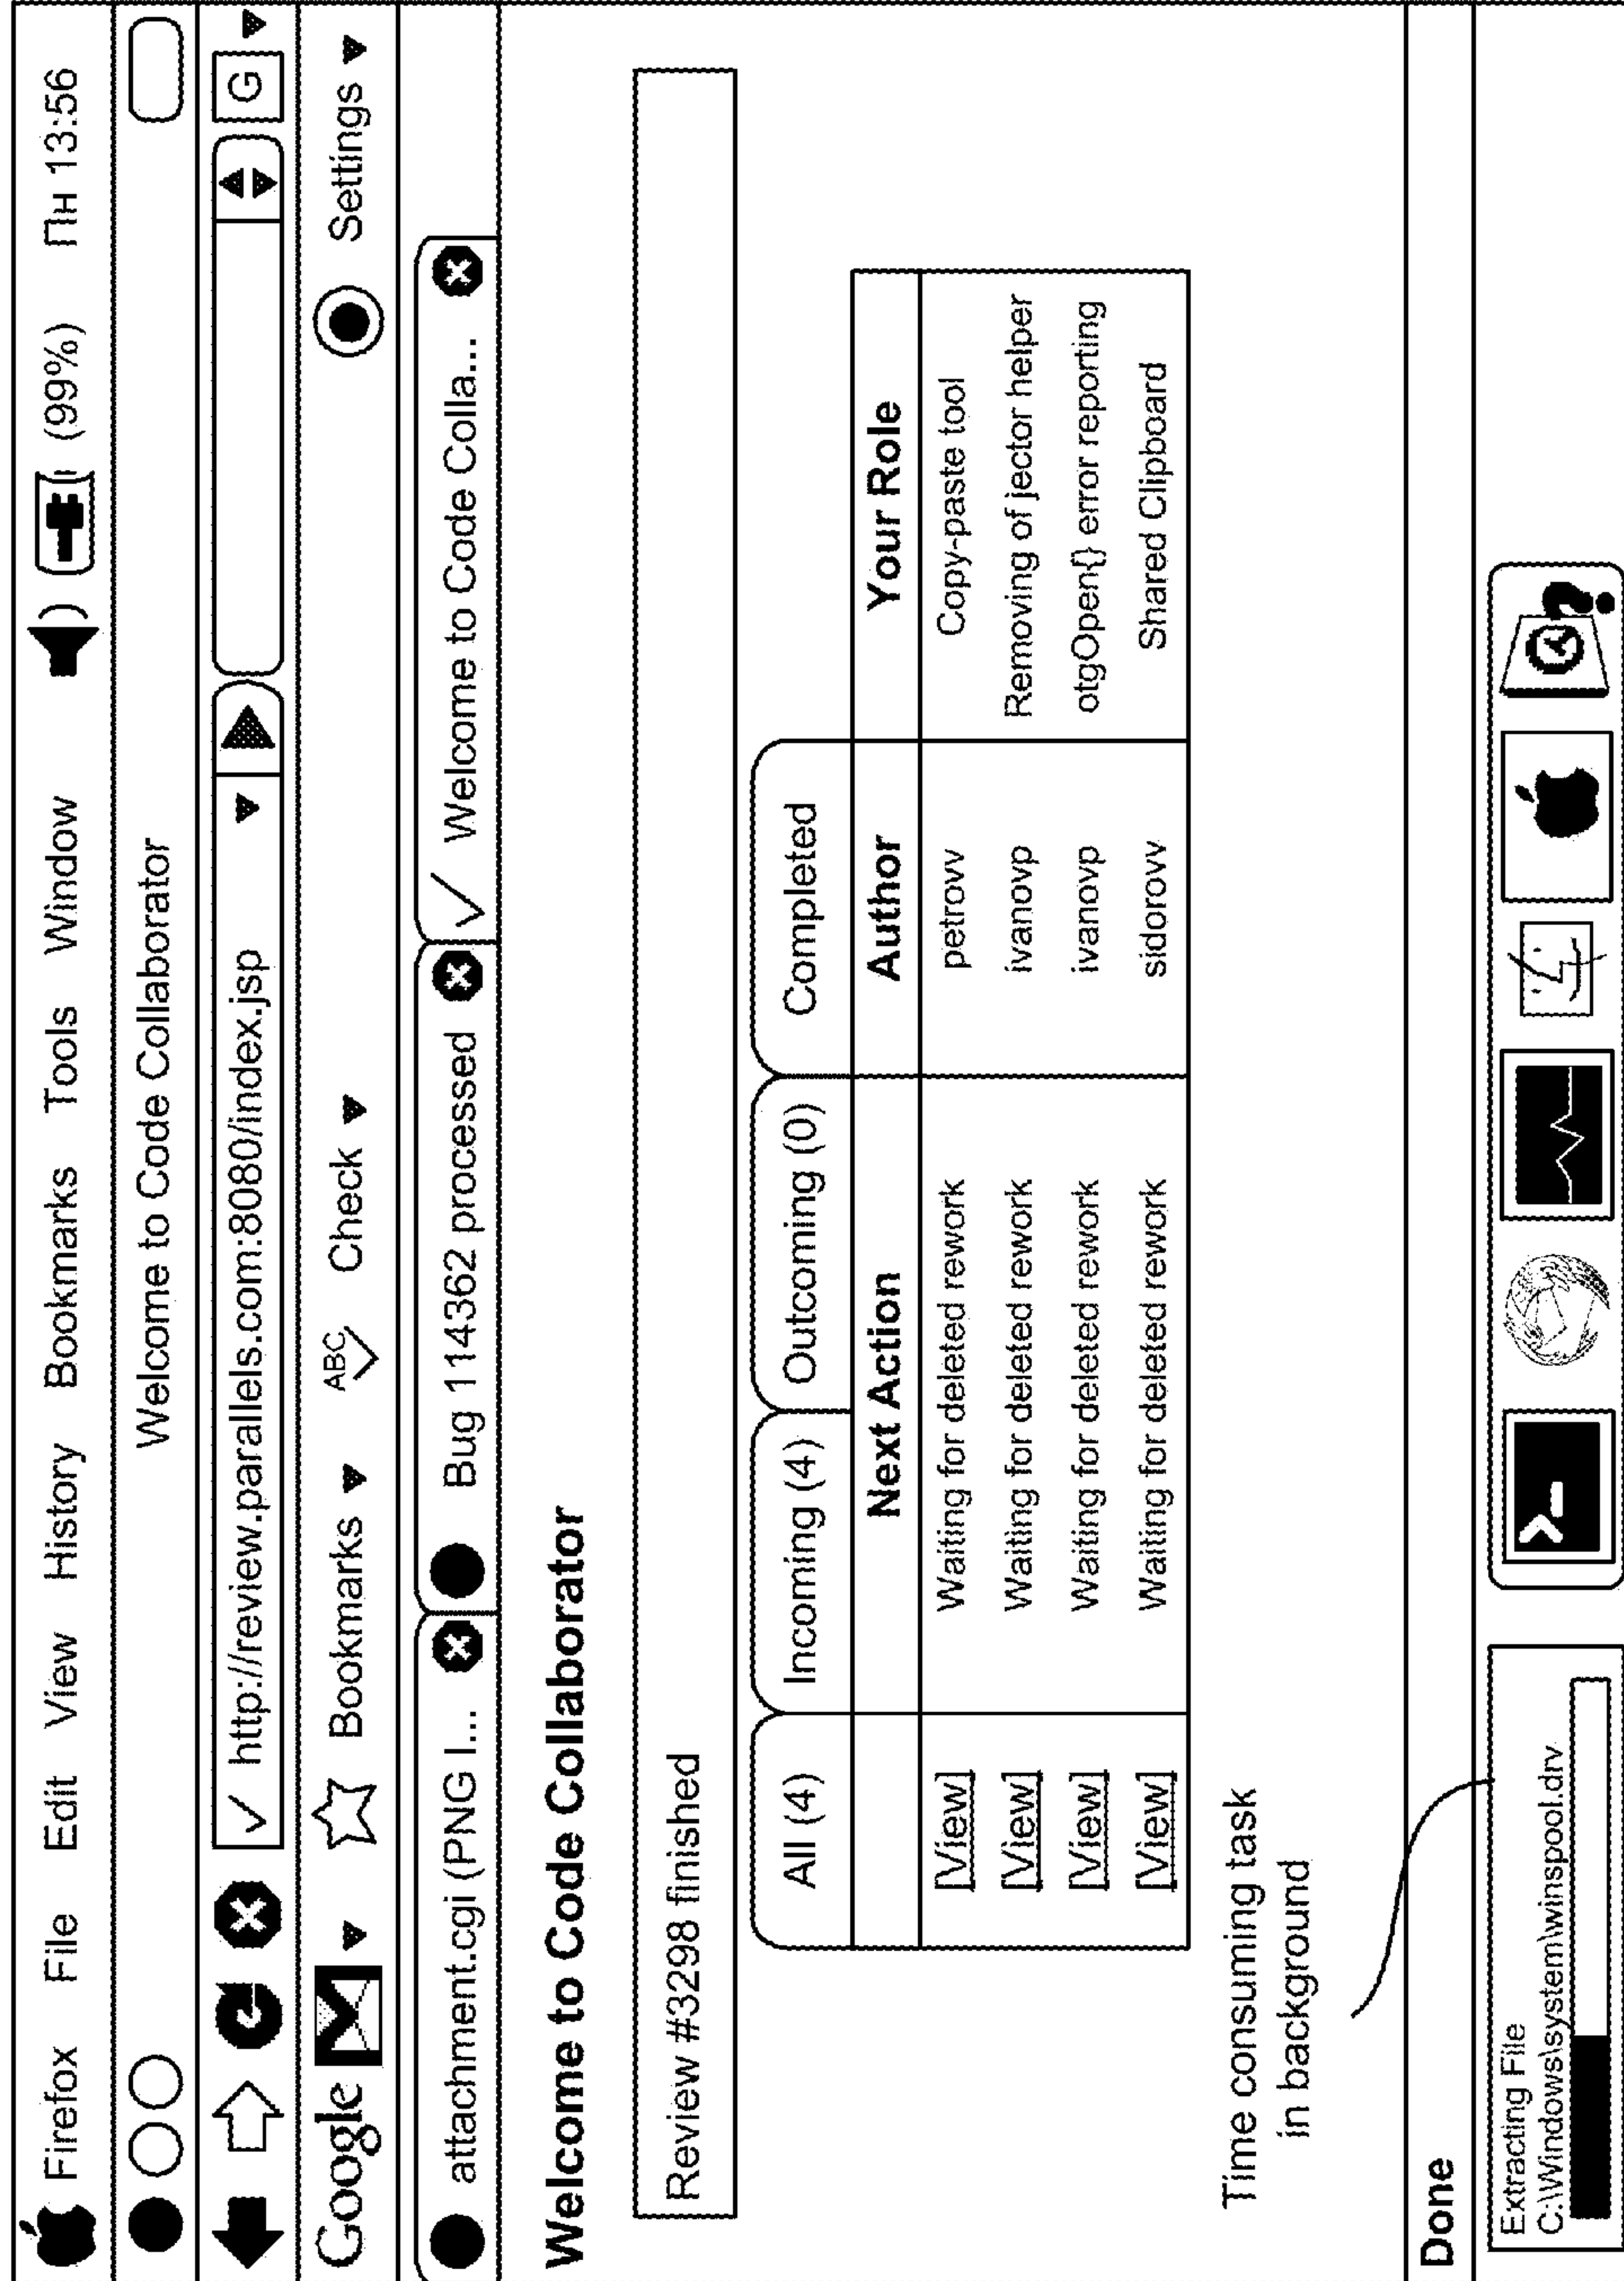 Firefox File Edit View History Bookmarks Tools Window (99%) Пн 13:56
Welcome to Code Collaborator
http://review.parallels.com:8080/index.jsp G
Google Bookmarks ABC Check Settings
attachment.cgi (PNG I... Bug 114362 processed Welcome to Code Colla...
Welcome to Code Collaborator
Review #3298 finished
All (4) Incoming (4) Outcoming (0) Completed
Next Action Author Your Role
[View] Waiting for deleted rework petrovv Copy-paste tool
[View] Waiting for deleted rework ivanovp Removing of jector helper
[View] Waiting for deleted rework ivanovp otgOpen{} error reporting
[View] Waiting for deleted rework sidorovv Shared Clipboard
Time consuming task
in background
Done
Extracting File
C:\Windows\system\winspool.drv